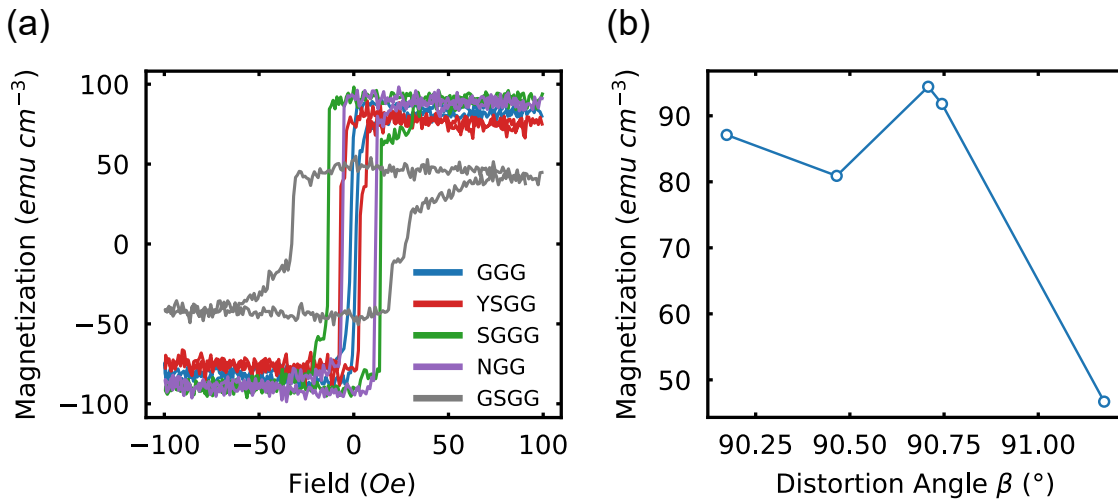 (a)
Magnetization (emu cm⁻³)
100
50
0
−50
−100
GGG
YSGG
SGGG
NGG
GSGG
−100
−50
0
50
100
Field (Oe)
(b)
Magnetization (emu cm⁻³)
90
80
70
60
50
90.25
90.50
90.75
91.00
Distortion Angle β (°)